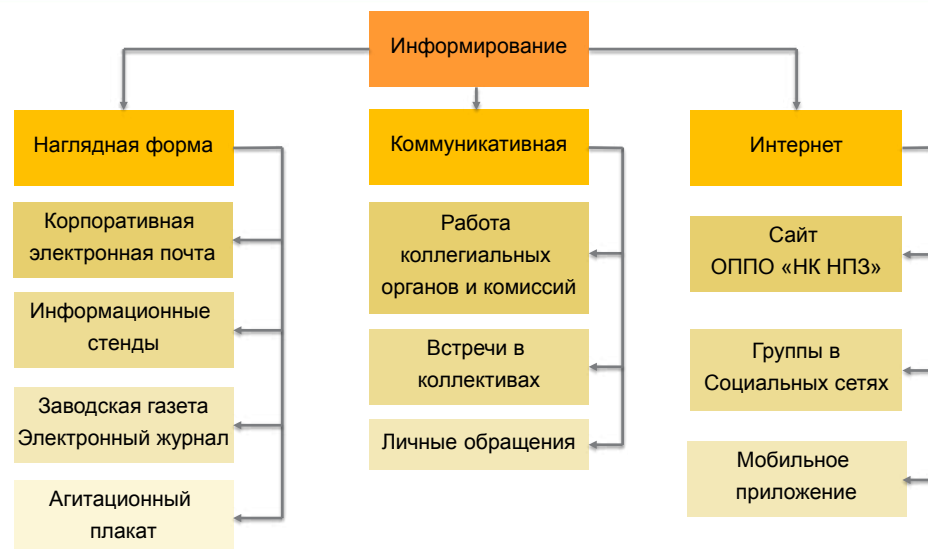 Информирование
Наглядная форма
Коммуникативная
Интернет
Корпоративная
электронная почта
Информационные
стенды
Заводская газета
Электронный журнал
Агитационный
плакат
Работа
коллегиальных
органов и комиссий
Встречи в
коллективах
Личные обращения
Сайт
ОППО «НК НПЗ»
Группы в
Социальных сетях
Мобильное
приложение